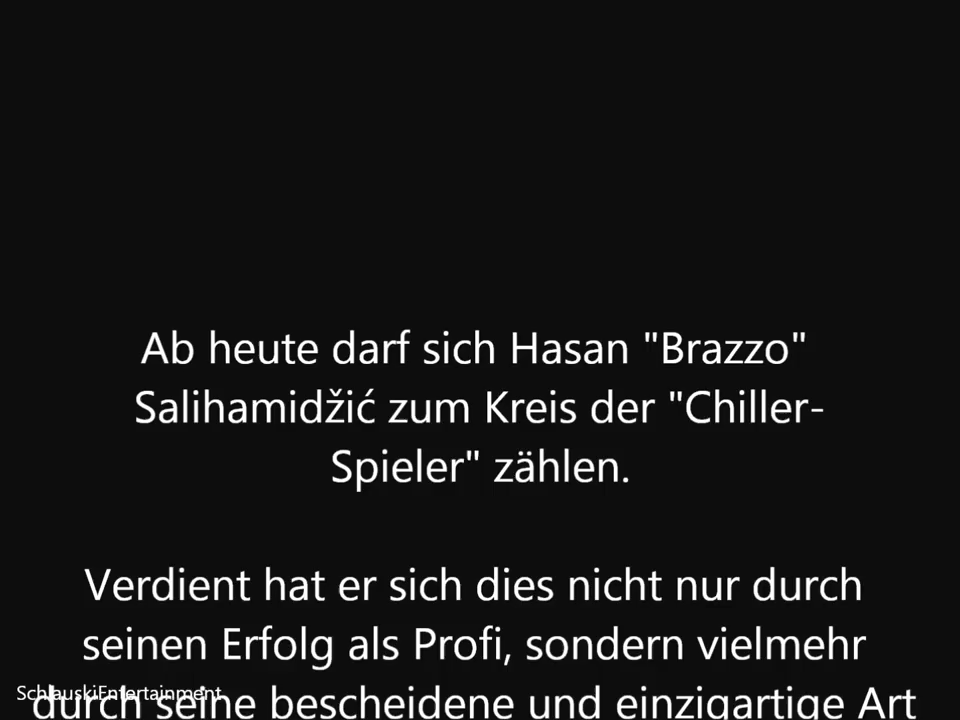 Ab heute darf sich Hasan "Brazzo"
Salihamidžić zum Kreis der "Chiller-
Spieler" zählen.
Verdient hat er sich dies nicht nur durch
seinen Erfolg als Profi, sondern vielmehr
durch seine bescheidene und einzigartige Art
SchlauskiEntertainment